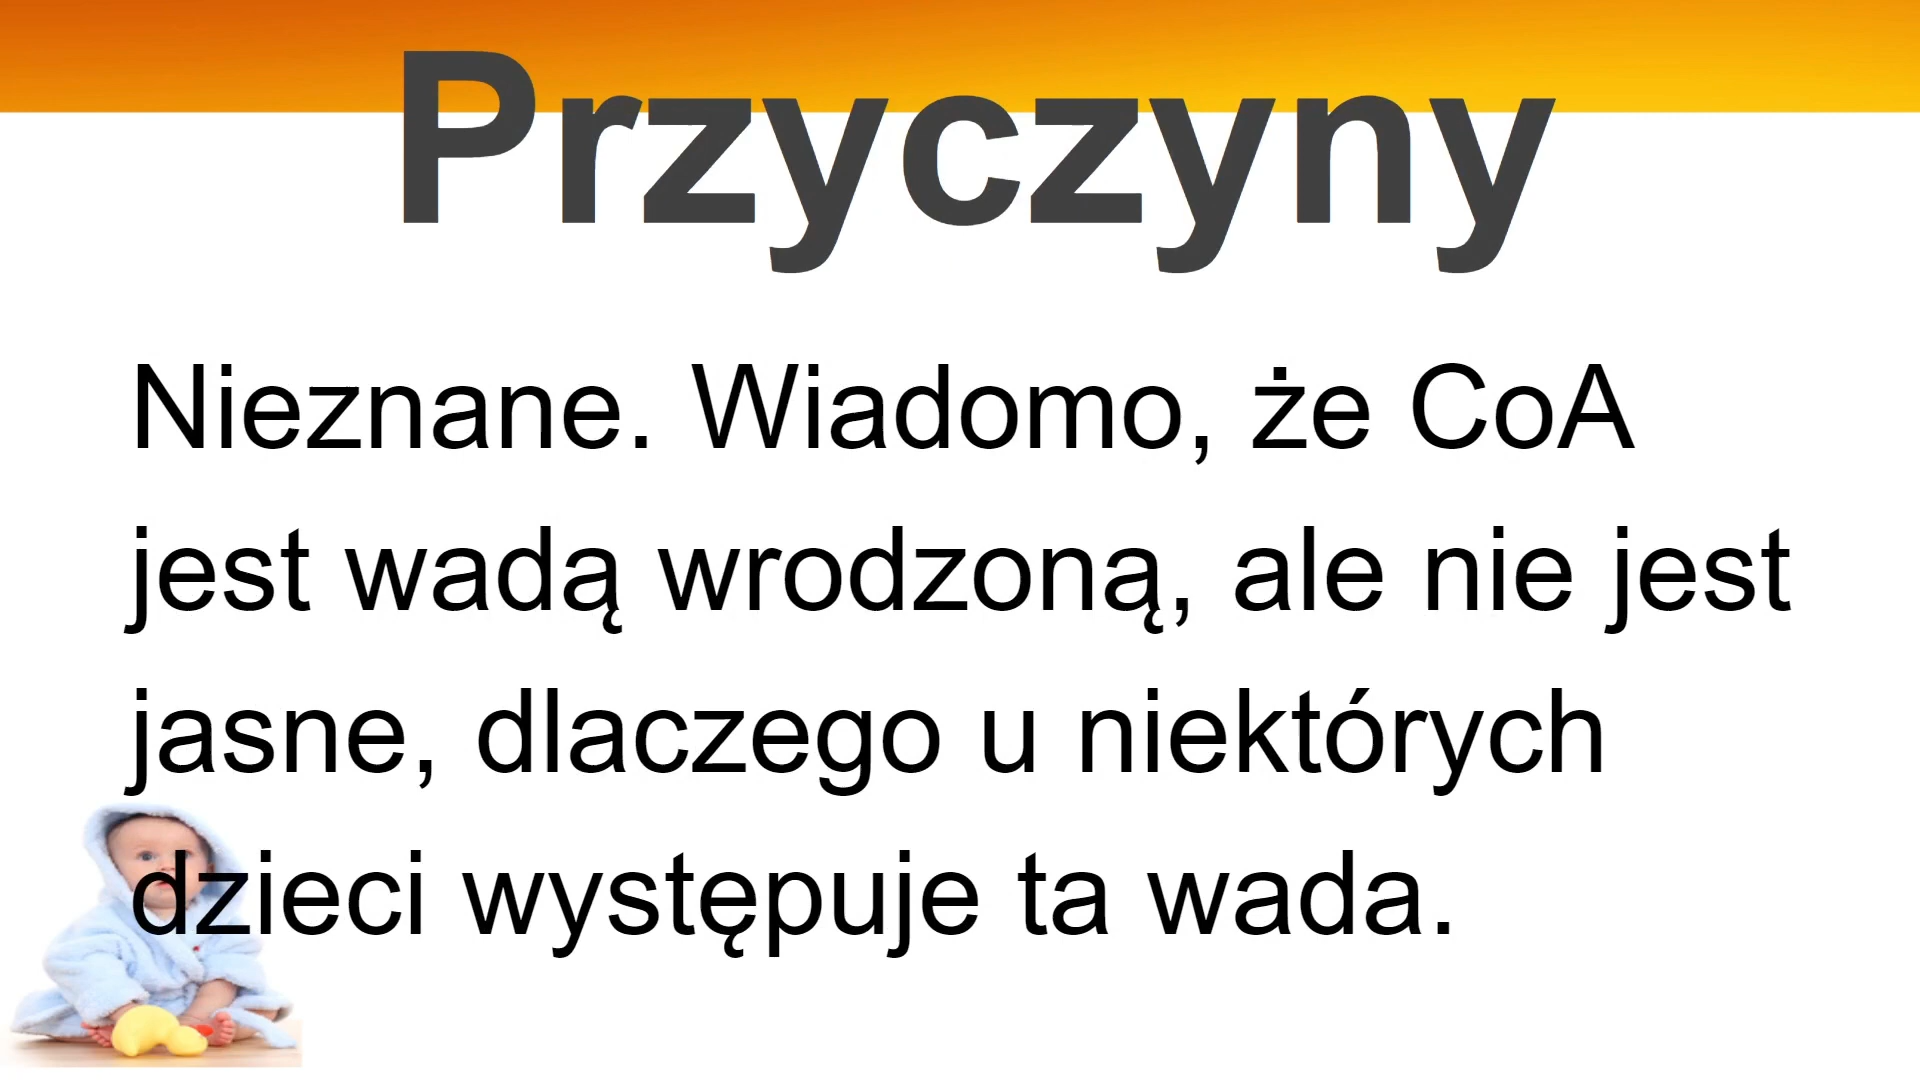 Przyczyny
Nieznane. Wiadomo, że CoA
jest wadą wrodzoną, ale nie jest
jasne, dlaczego u niektórych
dzieci występuje ta wada.